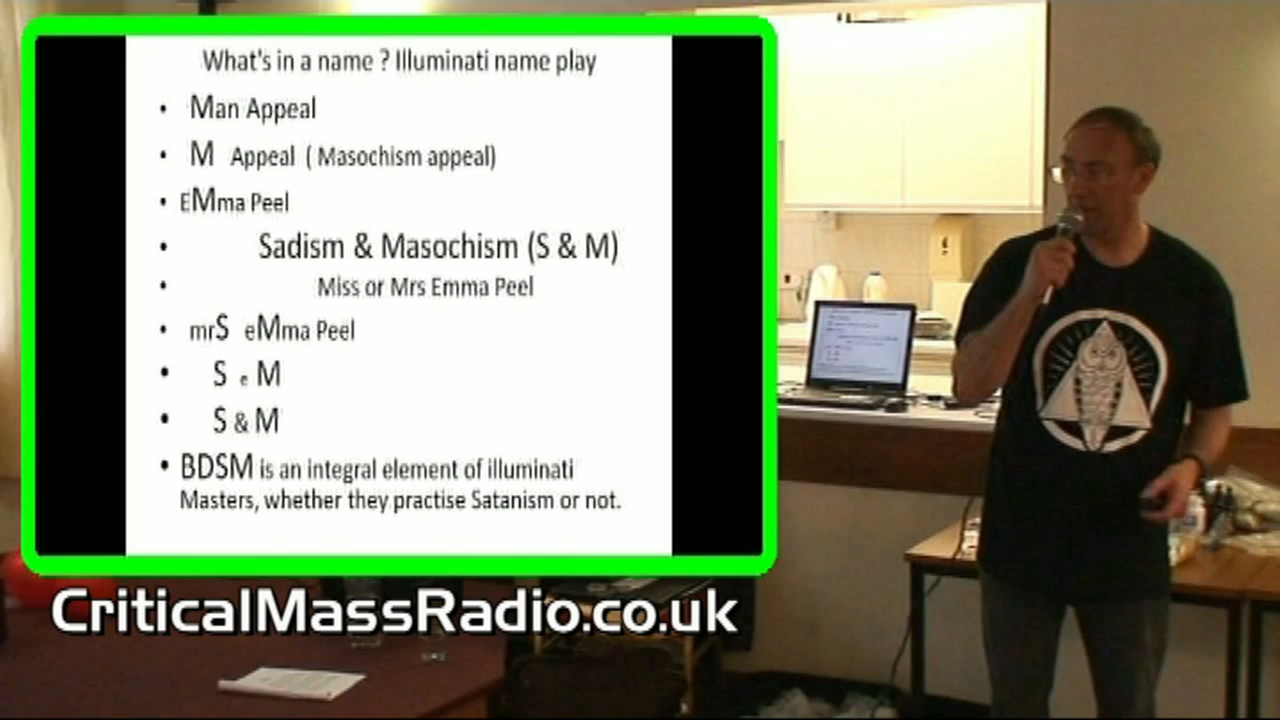 What's in a name ? Illuminati name play
• Man Appeal
• M Appeal ( Masochism appeal)
• EMma Peel
• Sadism & Masochism (S & M)
• Miss or Mrs Emma Peel
• mrS eMma Peel
• S e M
• S & M
• BDSM is an integral element of illuminati
Masters, whether they practise Satanism or not.
CriticalMassRadio.co.uk